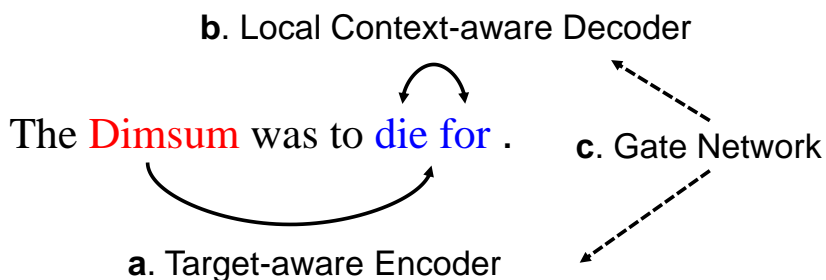 b. Local Context-aware Decoder
The Dimsum was to die for .
c. Gate Network
a. Target-aware Encoder